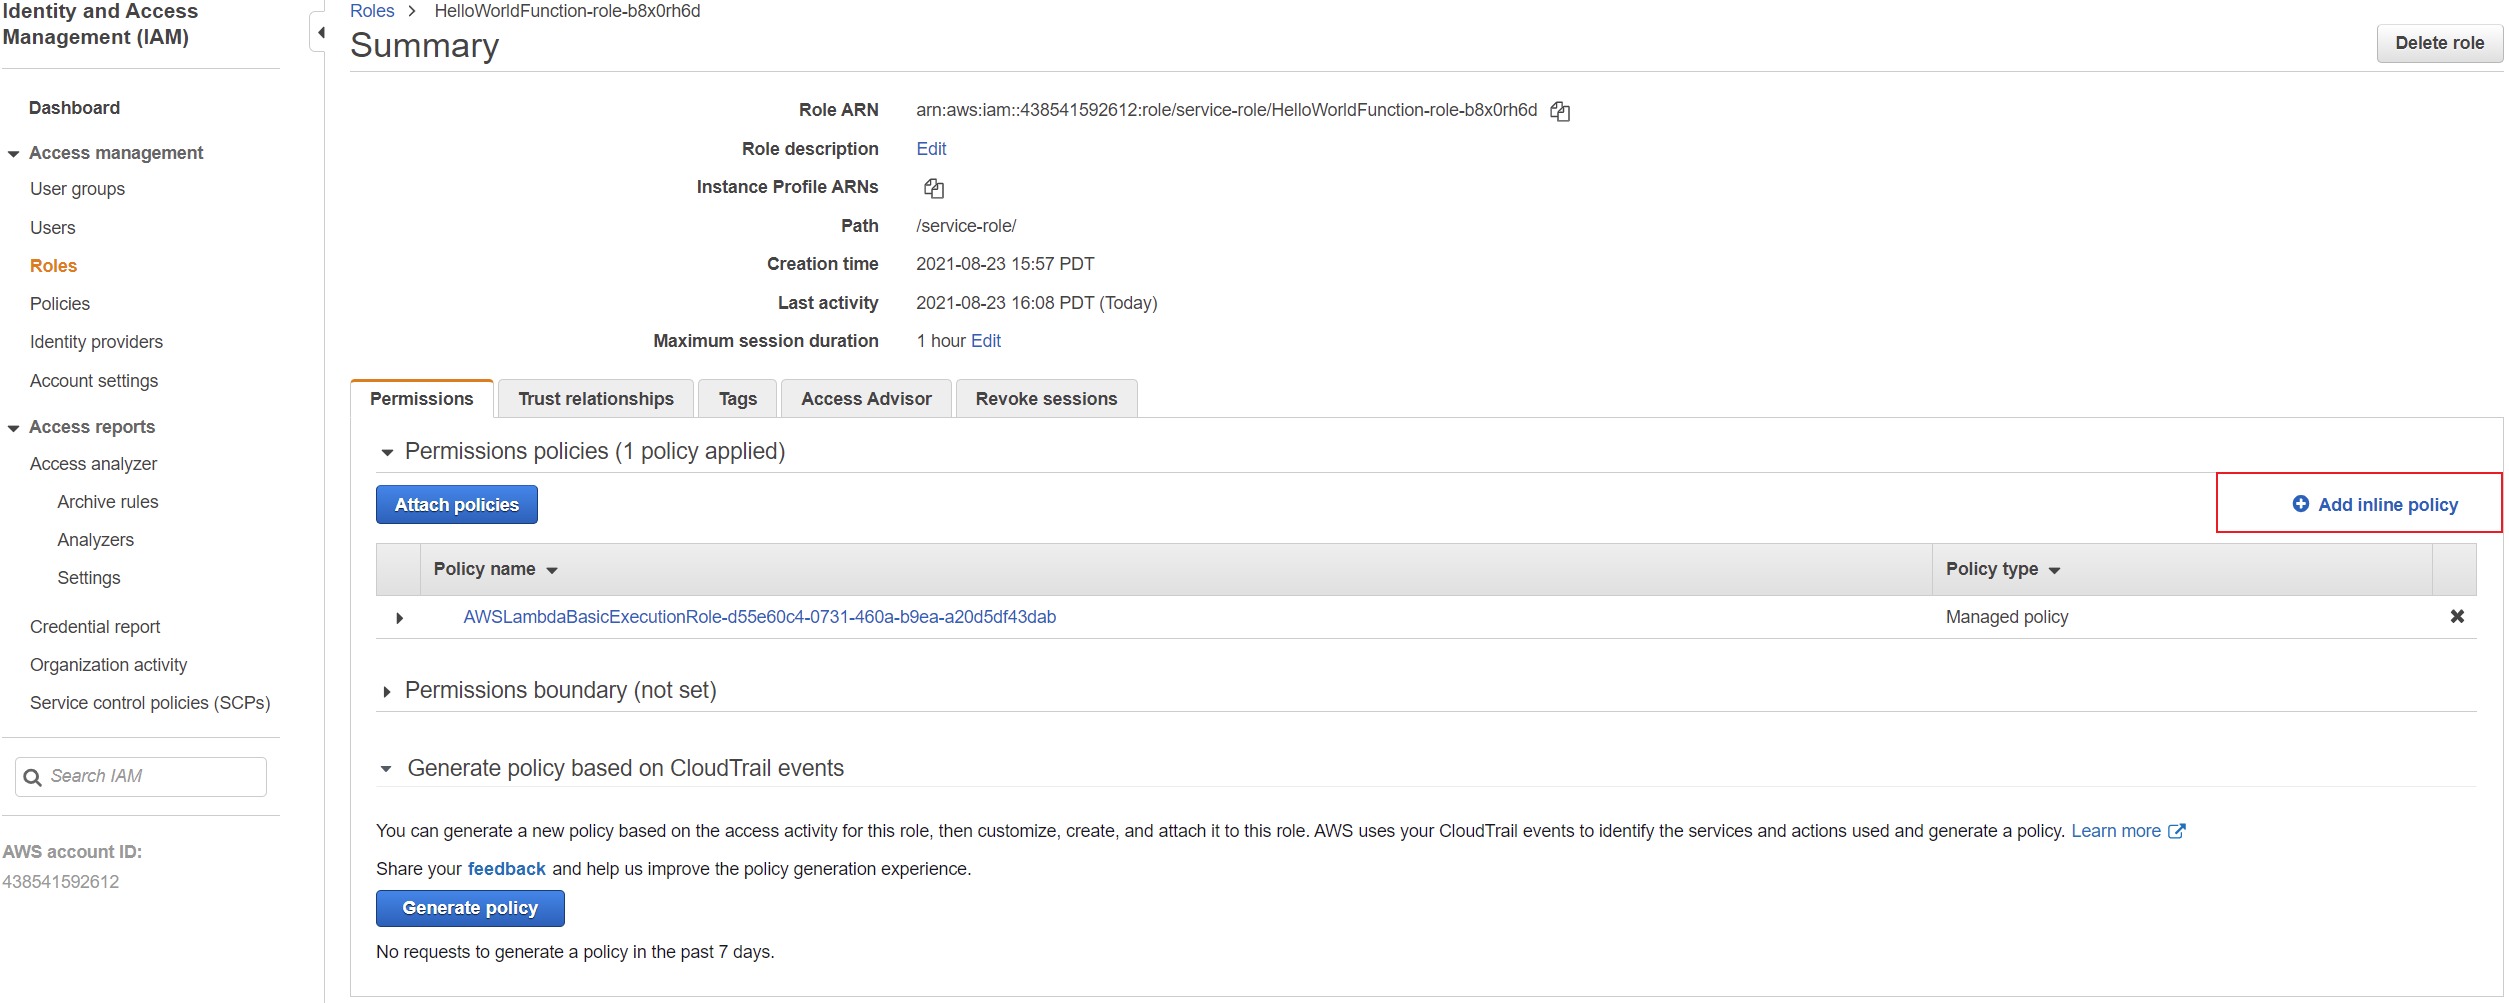 Identity and Access
Management (IAM)
Dashboard
Access management
User groups
Users
Roles
Policies
Identity providers
Account settings
Access reports
Access analyzer
Archive rules
Analyzers
Settings
Credential report
Organization activity
Service control policies (SCPs)
Search IAM
AWS account ID:
438541592612
Roles > HelloWorldFunction-role-b8x0rh6d
Summary
Delete role
Role ARN arn:aws:iam::438541592612:role/service-role/HelloWorldFunction-role-b8x0rh6d
Role description Edit
Instance Profile ARNs
Path /service-role/
Creation time 2021-08-23 15:57 PDT
Last activity 2021-08-23 16:08 PDT (Today)
Maximum session duration 1 hour Edit
Permissions Trust relationships Tags Access Advisor Revoke sessions
Permissions policies (1 policy applied)
Attach policies Add inline policy
Policy name Policy type
AWSLambdaBasicExecutionRole-d55e60c4-0731-460a-b9ea-a20d5df43dab Managed policy
Permissions boundary (not set)
Generate policy based on CloudTrail events
You can generate a new policy based on the access activity for this role, then customize, create, and attach it to this role. AWS uses your CloudTrail events to identify the services and actions used and generate a policy. Learn more
Share your feedback and help us improve the policy generation experience.
Generate policy
No requests to generate a policy in the past 7 days.